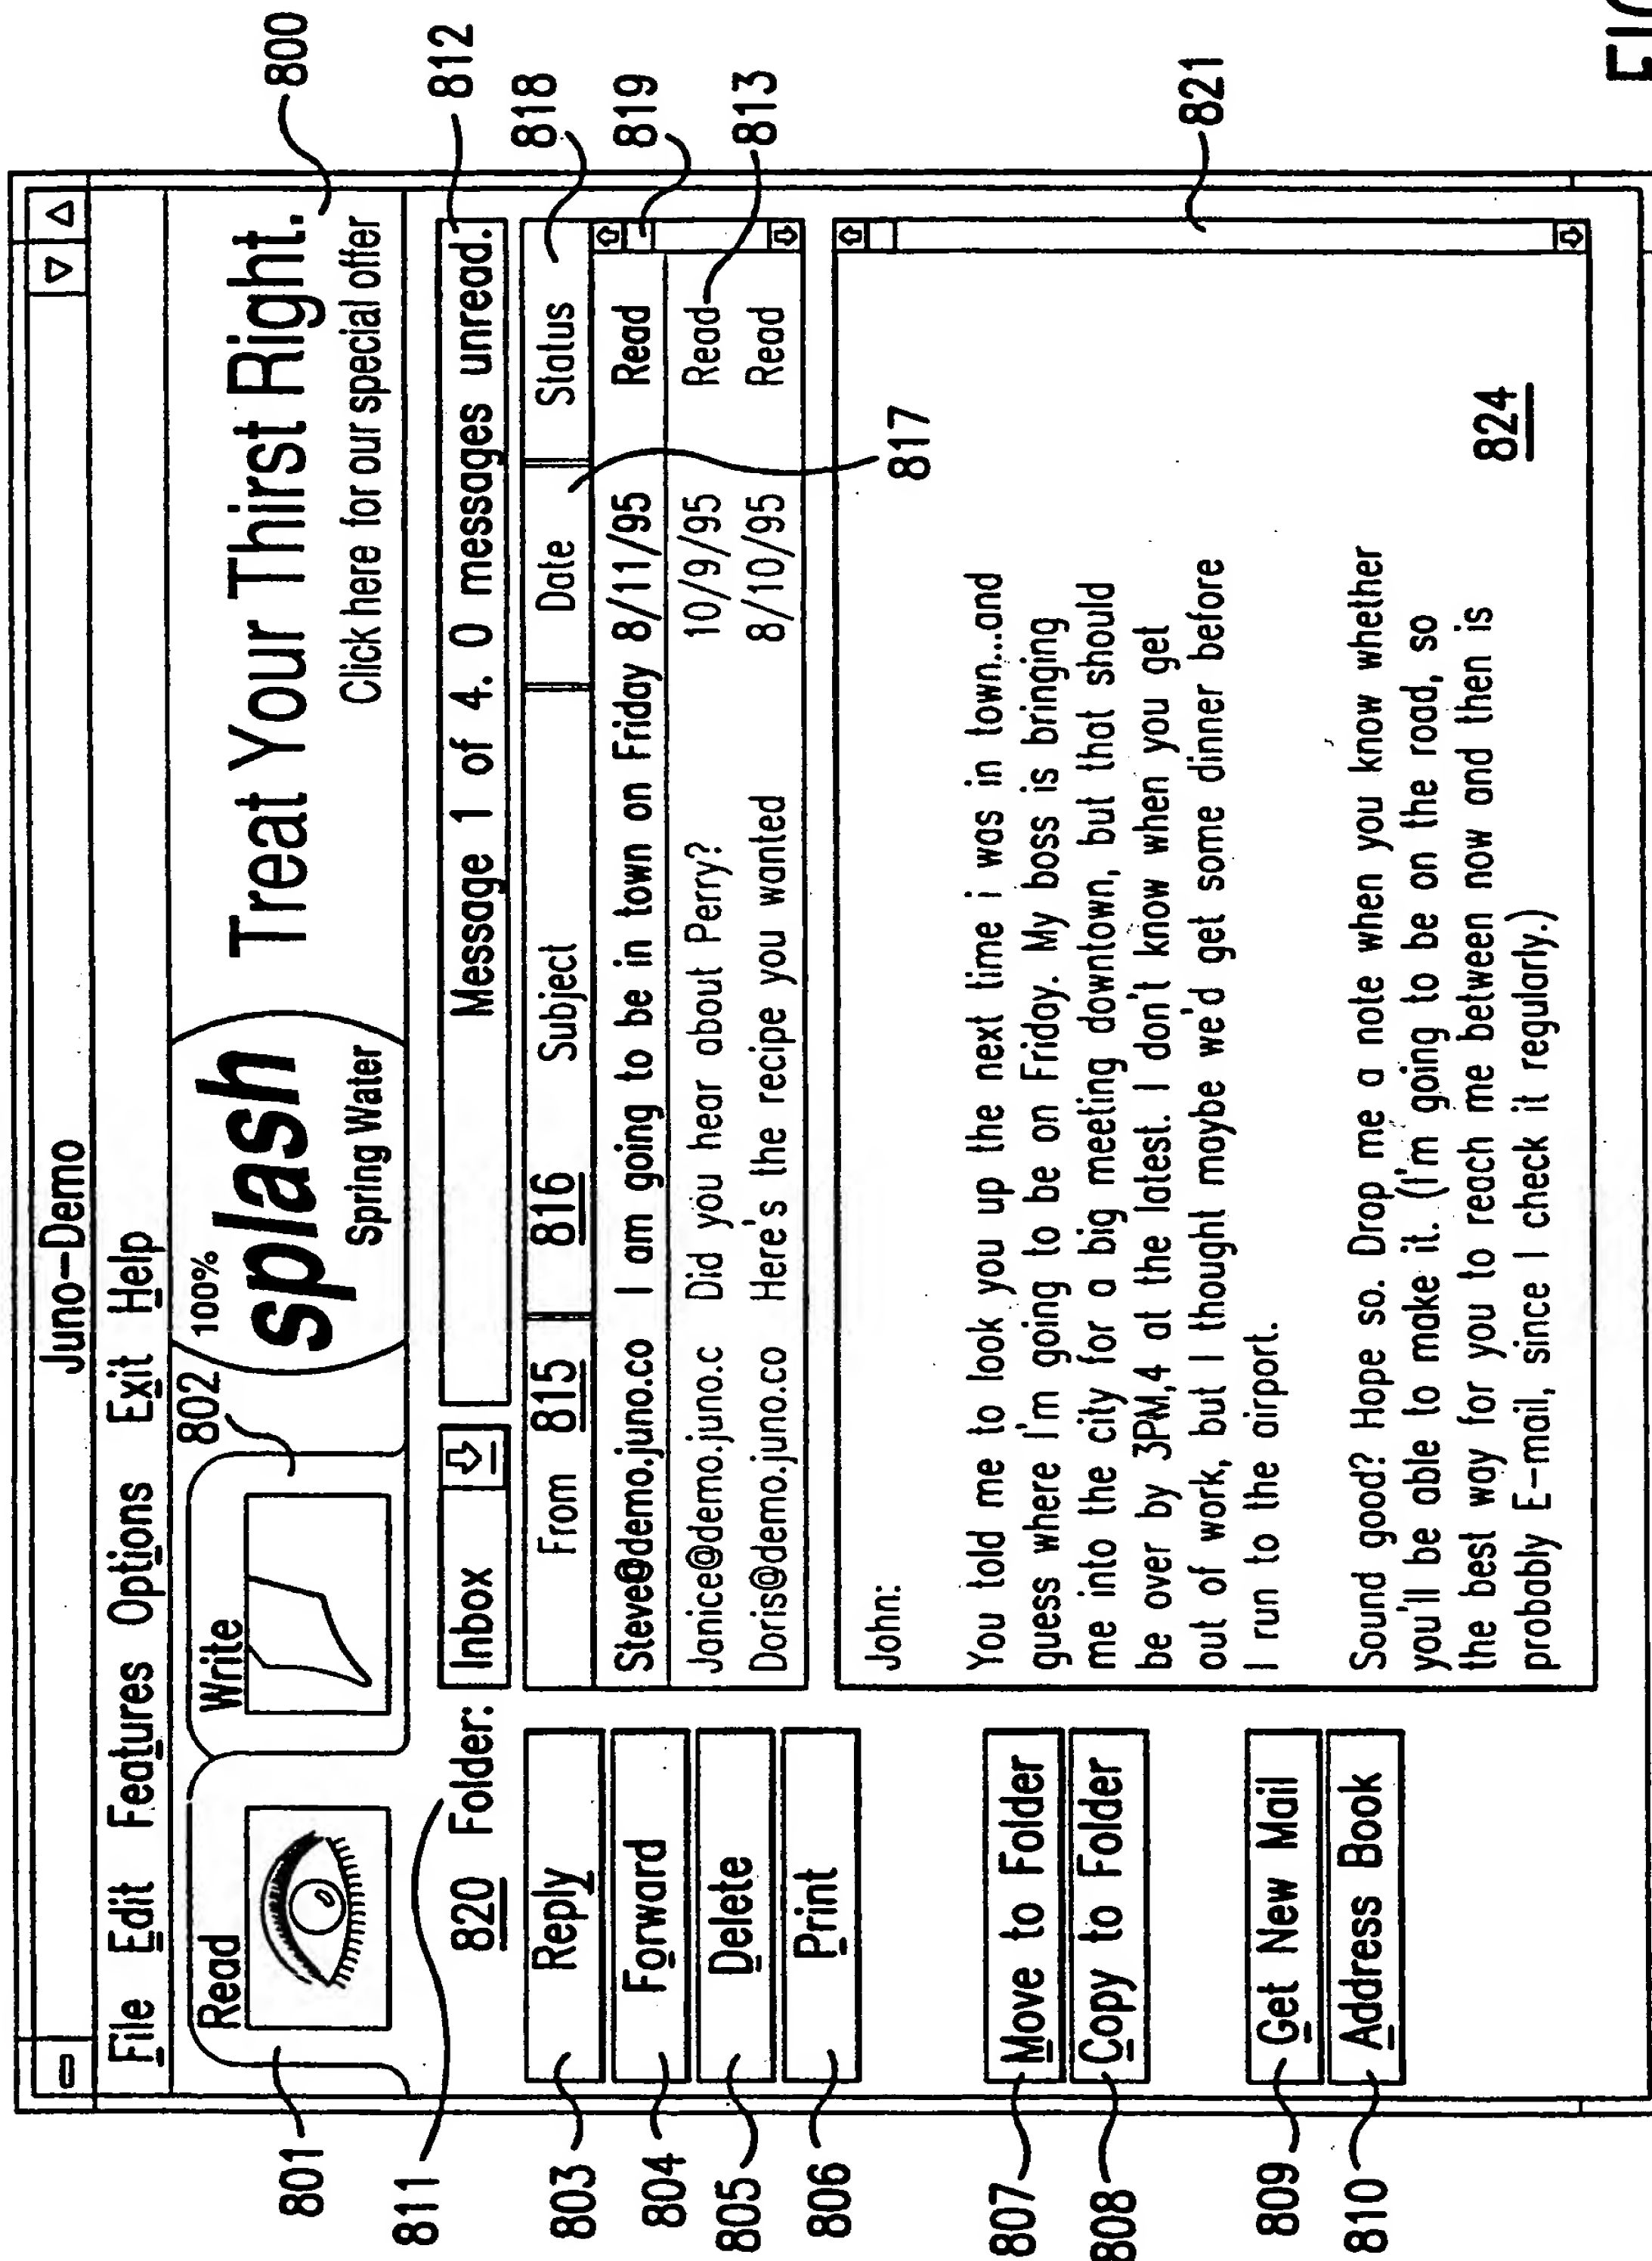 Juno-Demo
File Edit Features Options Exit Help
Read
Write
802
100%
splash
Spring Water
Treat Your Thirst Right.
Click here for our special offer
800
801
811
820 Folder: Inbox
Message 1 of 4. 0 messages unread.
812
From 815 816 Subject Date Status
818
Steve@demo.juno.co I am going to be in town on Friday 8/11/95 Read
819
Janice@demo.juno.c Did you hear about Perry? 10/9/95 Read
813
Doris@demo.juno.co Here's the recipe you wanted 8/10/95 Read
817
803 Reply
804 Forward
805 Delete
806 Print
807 Move to Folder
808 Copy to Folder
809 Get New Mail
810 Address Book
John:
You told me to look you up the next time i was in town...and
guess where I'm going to be on Friday. My boss is bringing
me into the city for a big meeting downtown, but that should
be over by 3PM,4 at the latest. I don't know when you get
out of work, but I thought maybe we'd get some dinner before
I run to the airport.
Sound good? Hope so. Drop me a note when you know whether
you'll be able to make it. (I'm going to be on the road, so
the best way for you to reach me between now and then is
probably E-mail, since I check it regularly.)
821
824